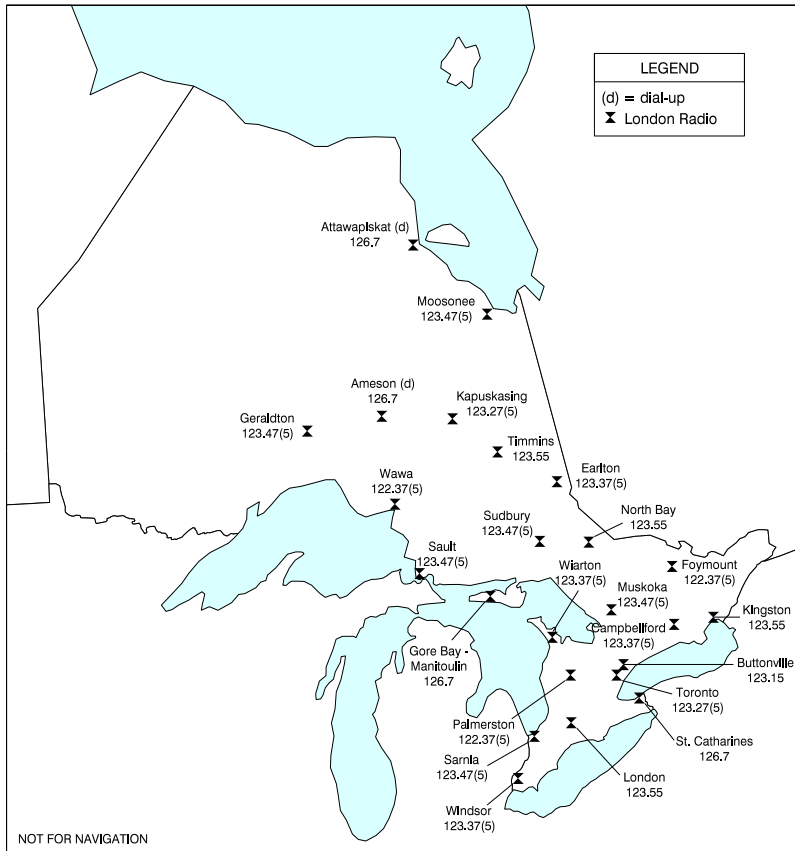 LEGEND
(d) = dial-up
London Radio
Attawapiskat (d)
126.7
Moosonee
123.47(5)
Ameson (d)
126.7
Kapuskasing
123.27(5)
Geraldton
123.47(5)
Timmins
123.55
Earlton
123.37(5)
Wawa
122.37(5)
Sudbury
123.47(5)
North Bay
123.55
Sault
123.47(5)
Wiarton
123.37(5)
Foymount
122.37(5)
Muskoka
123.47(5)
Kingston
123.55
Campbellford
123.37(5)
Gore Bay -
Manitoulin
126.7
Buttonville
123.15
Toronto
123.27(5)
Palmerston
122.37(5)
St. Catharines
126.7
Sarnia
123.47(5)
London
123.55
Windsor
123.37(5)
NOT FOR NAVIGATION